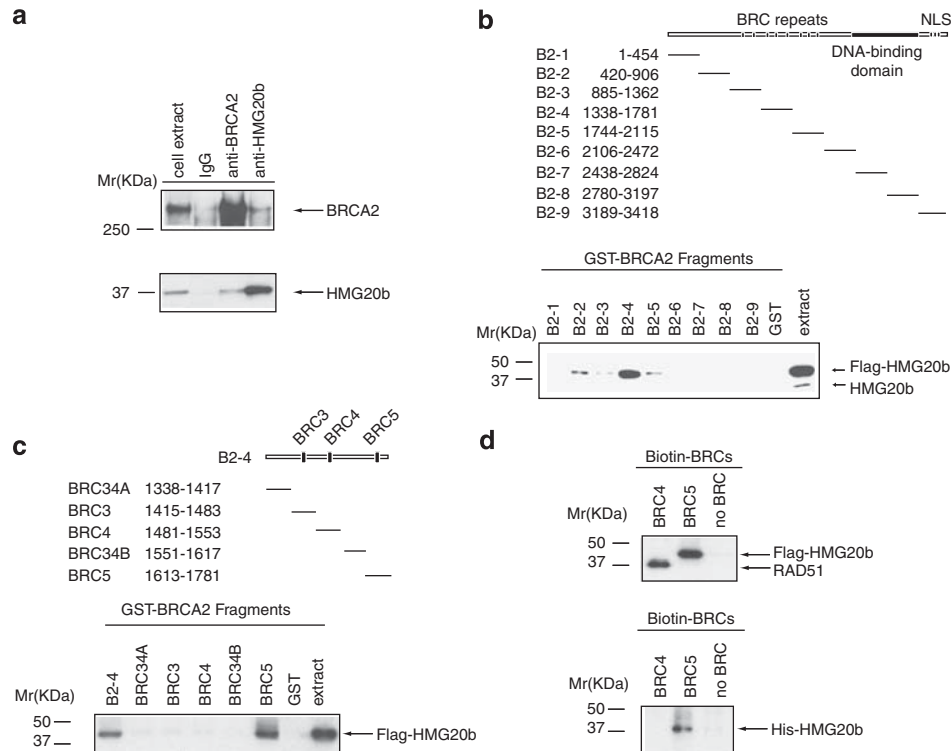 a
cell extract
IgG
anti-BRCA2
anti-HMG20b
Mr(KDa)
BRCA2
250
37
HMG20b
b
BRC repeats
NLS
DNA-binding
domain
B2-1 1-454
B2-2 420-906
B2-3 885-1362
B2-4 1338-1781
B2-5 1744-2115
B2-6 2106-2472
B2-7 2438-2824
B2-8 2780-3197
B2-9 3189-3418
GST-BRCA2 Fragments
B2-1
B2-2
B2-3
B2-4
B2-5
B2-6
B2-7
B2-8
B2-9
GST
extract
Mr(KDa)
50
37
Flag-HMG20b
HMG20b
c
BRC3
BRC4
BRC5
B2-4
BRC34A 1338-1417
BRC3 1415-1483
BRC4 1481-1553
BRC34B 1551-1617
BRC5 1613-1781
GST-BRCA2 Fragments
B2-4
BRC34A
BRC3
BRC4
BRC34B
BRC5
GST
extract
Mr(KDa)
50
37
Flag-HMG20b
d
Biotin-BRCs
BRC4
BRC5
no BRC
Mr(KDa)
50
37
Flag-HMG20b
RAD51
Biotin-BRCs
BRC4
BRC5
no BRC
Mr(KDa)
50
37
His-HMG20b